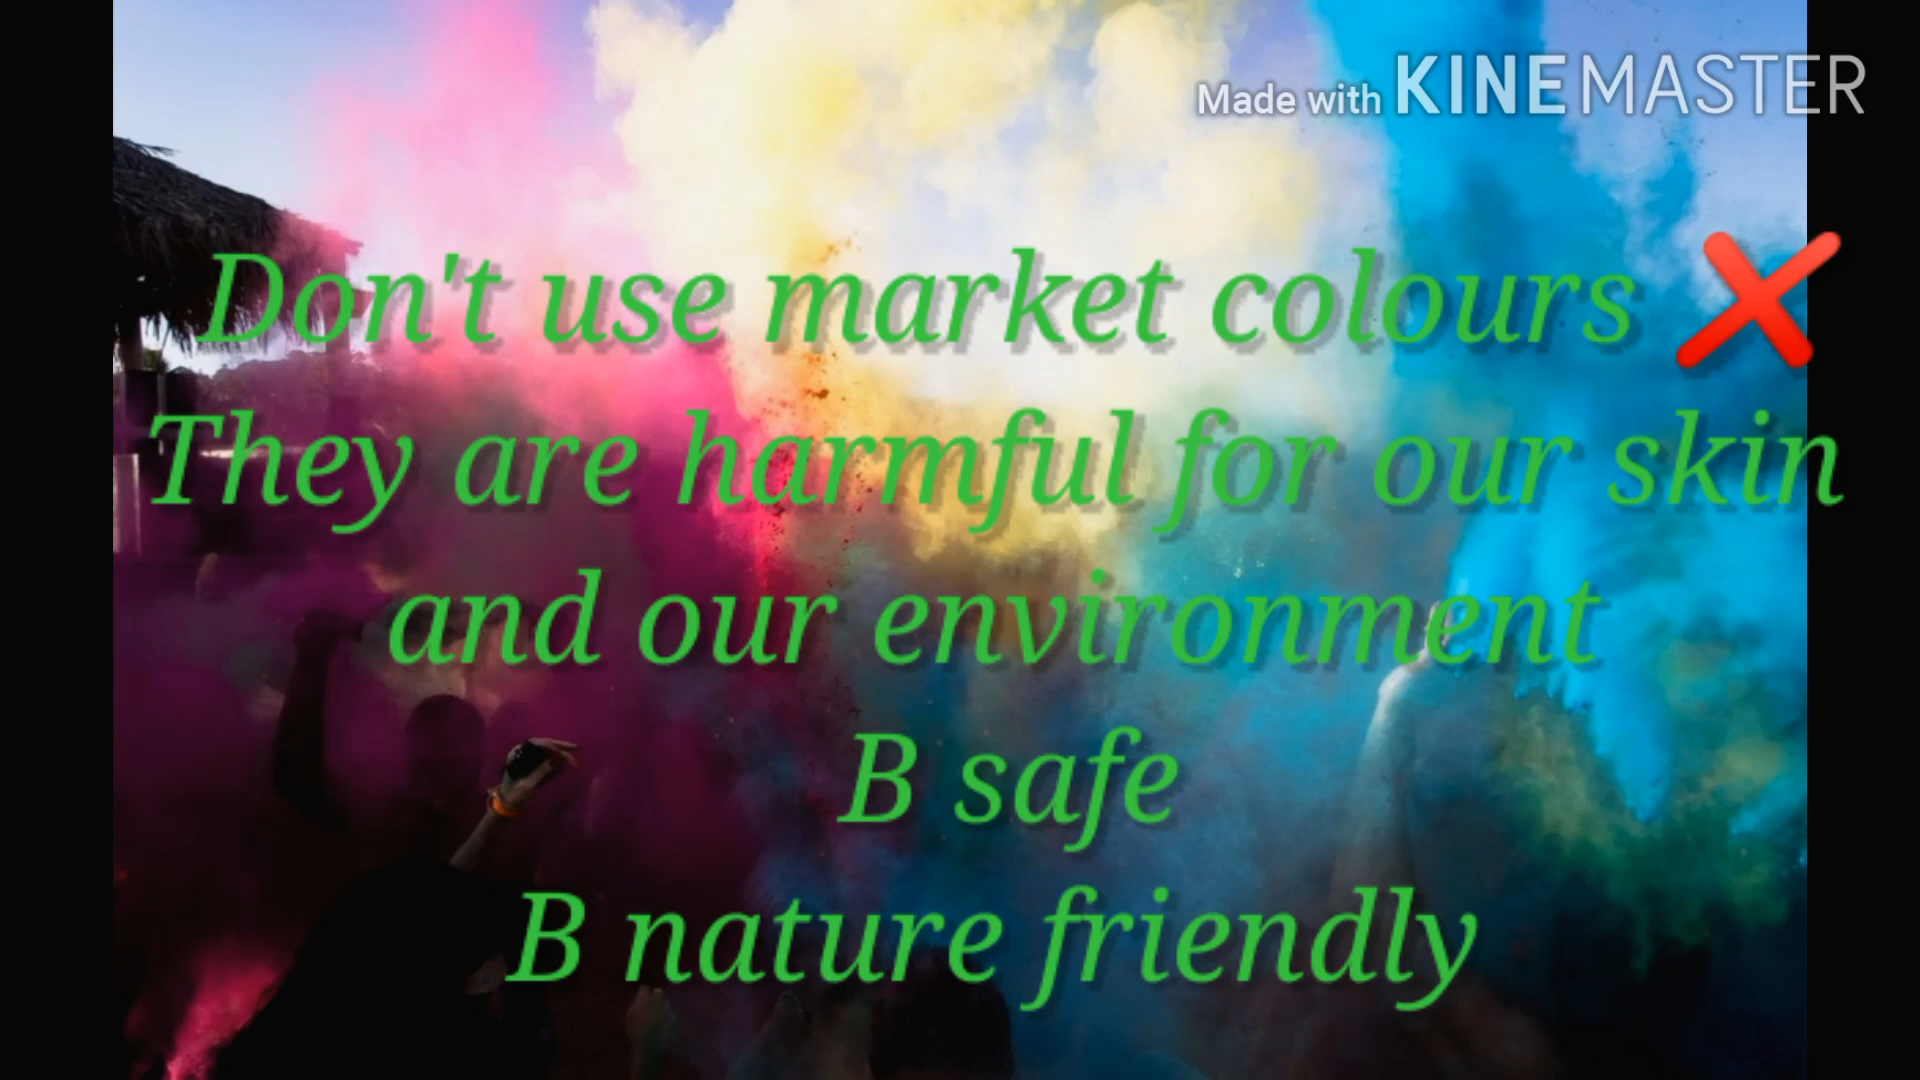 Made with KINEMASTER
Don't use market colours ❌
They are harmful for our skin
and our environment
B safe
B nature friendly